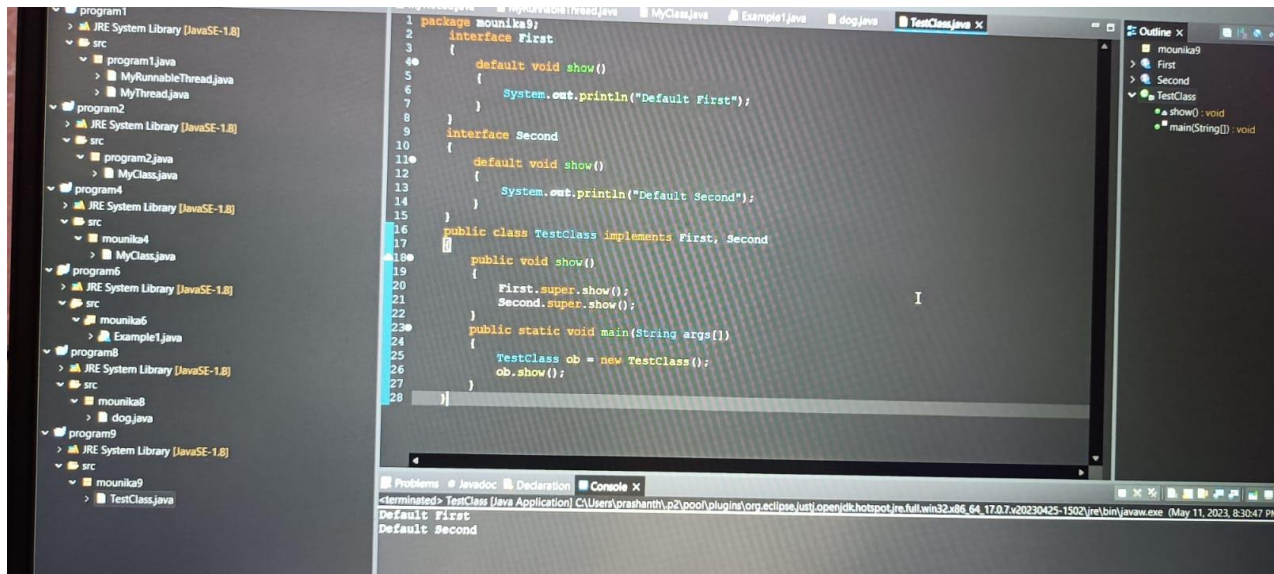 program1
JRE System Library [JavaSE-1.8]
src
program1.java
MyRunnableThread.java
MyThread.java
program2
JRE System Library [JavaSE-1.8]
src
program2.java
MyClass.java
program4
JRE System Library [JavaSE-1.8]
src
mounika4
MyClass.java
program6
JRE System Library [JavaSE-1.8]
src
mounika6
Example1.java
program8
JRE System Library [JavaSE-1.8]
src
mounika8
dog.java
program9
JRE System Library [JavaSE-1.8]
src
mounika9
TestClass.java
MyClass.java Example1.java dog.java TestClass.java
1 package mounika9;
2 interface First
3 {
4 default void show()
5 {
6 System.out.println("Default First");
7 }
8 }
9 interface Second
10 {
11 default void show()
12 {
13 System.out.println("Default Second");
14 }
15 }
16 public class TestClass implements First, Second
17 {
18 public void show()
19 {
20 First.super.show();
21 Second.super.show();
22 }
23 public static void main(String args[])
24 {
25 TestClass ob = new TestClass();
26 ob.show();
27 }
28 }
Outline
mounika9
First
Second
TestClass
show() : void
main(String[]) : void
Problems Javadoc Declaration Console
<terminated> TestClass [Java Application] C:\Users\prashanth\.p2\pool\plugins\org.eclipse.justj.openjdk.hotspot.jre.full.win32.x86_64_17.0.7.v20230425-1502\jre\bin\javaw.exe (May 11, 2023, 8:30:47 PM
Default First
Default Second